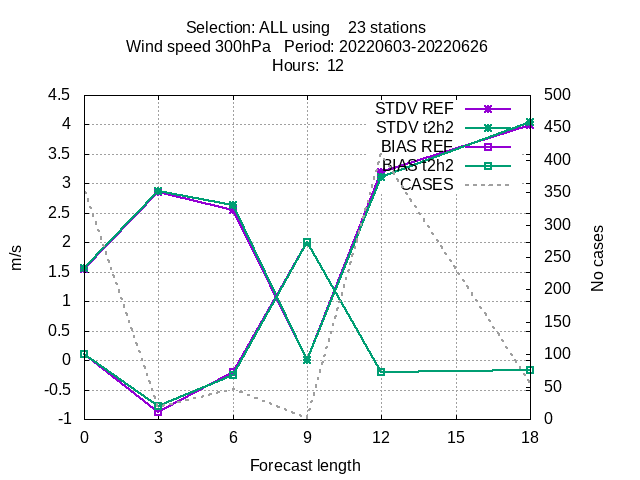 Selection: ALL using    23 stations
Wind speed 300hPa   Period: 20220603-20220626
Hours:  12
4.5
4
3.5
3
2.5
2
1.5
1
0.5
0
-0.5
-1
500
450
400
350
300
250
200
150
100
50
0
STDV REF
STDV t2h2
BIAS REF
BIAS t2h2
CASES
m/s
No cases
0 3 6 9 12 15 18
Forecast length